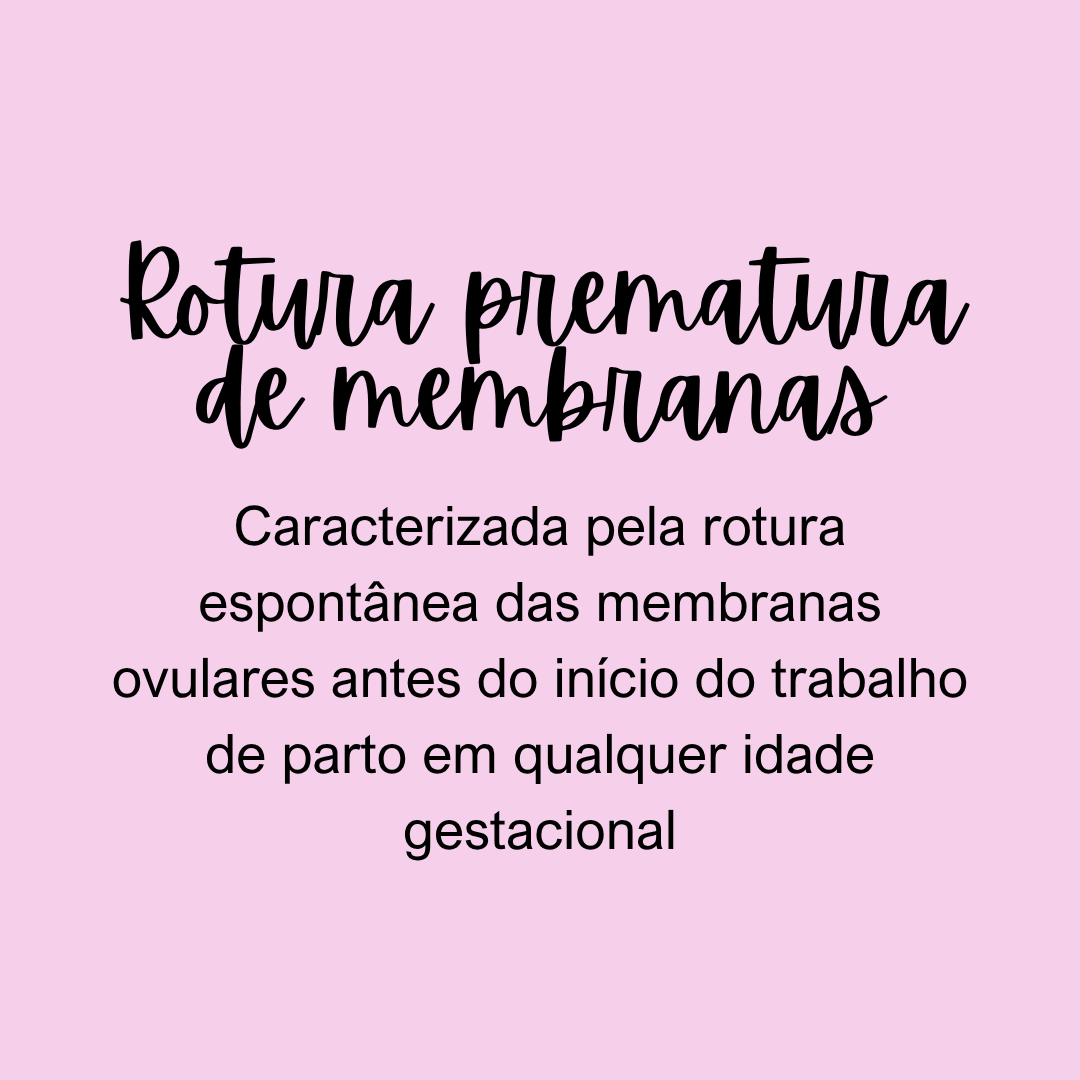 Rotura prematura
de membranas
Caracterizada pela rotura
espontânea das membranas
ovulares antes do início do trabalho
de parto em qualquer idade
gestacional